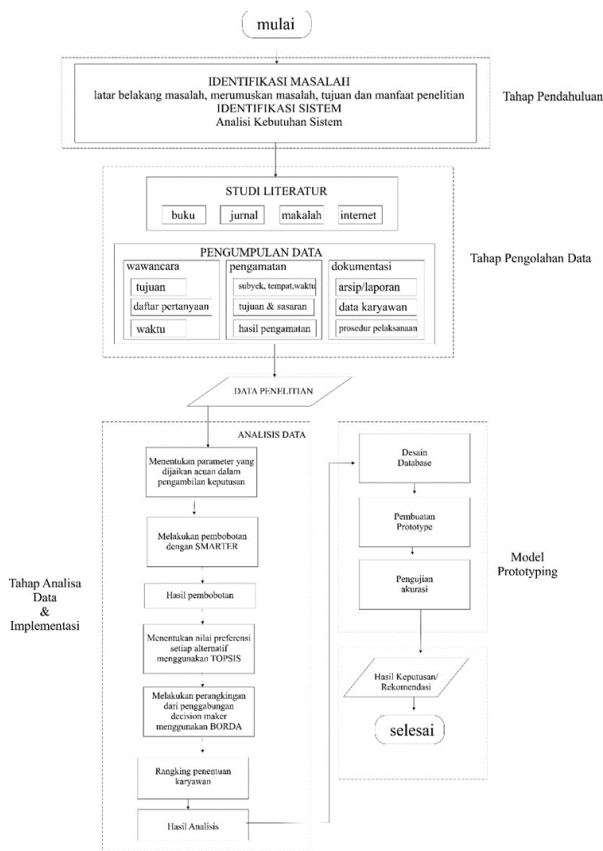 mulai
IDENTIFIKASI MASALAH
latar belakang masalah, merumuskan masalah, tujuan dan manfaat penelitian
IDENTIFIKASI SISTEM
Analisi Kebutuhan Sistem
Tahap Pendahuluan
STUDI LITERATUR
buku
jurnal
makalah
internet
PENGUMPULAN DATA
wawancara
tujuan
daftar pertanyaan
waktu
pengamatan
subyek, tempat,waktu
tujuan & sasaran
hasil pengamatan
dokumentasi
arsip/laporan
data karyawan
prosedur pelaksanaan
Tahap Pengolahan Data
DATA PENELITIAN
ANALISIS DATA
Menentukan parameter yang
dijaikan acuan dalam
pengambilan keputusan
Melakukan pembobotan
dengan SMARTER
Hasil pembobotan
Menentukan nilai preferensi
setiap alternatif
menggunakan TOPSIS
Melakukan perangkingan
dari penggabungan
decision maker
menggunakan BORDA
Rangking penentuan
karyawan
Hasil Analisis
Tahap Analisa
Data
&
Implementasi
Desain
Database
Pembuatan
Prototype
Pengujian
akurasi
Model
Prototyping
Hasil Keputusan/
Rekomendasi
selesai